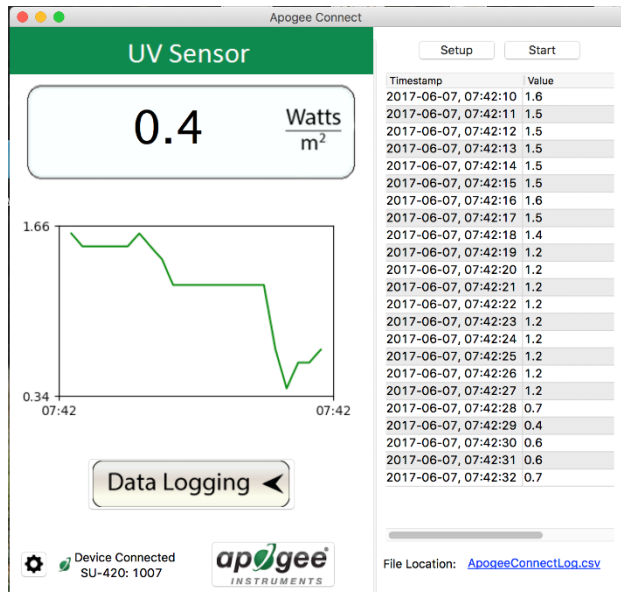 Apogee Connect
UV Sensor
0.4 Watts
m²
1.66
0.34
07:42 07:42
Data Logging
Device Connected
SU-420: 1007
apogee
INSTRUMENTS
Setup Start
Timestamp Value
2017-06-07, 07:42:10 1.6
2017-06-07, 07:42:11 1.5
2017-06-07, 07:42:12 1.5
2017-06-07, 07:42:13 1.5
2017-06-07, 07:42:14 1.5
2017-06-07, 07:42:15 1.5
2017-06-07, 07:42:16 1.6
2017-06-07, 07:42:17 1.5
2017-06-07, 07:42:18 1.4
2017-06-07, 07:42:19 1.2
2017-06-07, 07:42:20 1.2
2017-06-07, 07:42:21 1.2
2017-06-07, 07:42:22 1.2
2017-06-07, 07:42:23 1.2
2017-06-07, 07:42:24 1.2
2017-06-07, 07:42:25 1.2
2017-06-07, 07:42:26 1.2
2017-06-07, 07:42:27 1.2
2017-06-07, 07:42:28 0.7
2017-06-07, 07:42:29 0.4
2017-06-07, 07:42:30 0.6
2017-06-07, 07:42:31 0.6
2017-06-07, 07:42:32 0.7
File Location: ApogeeConnectLog.csv